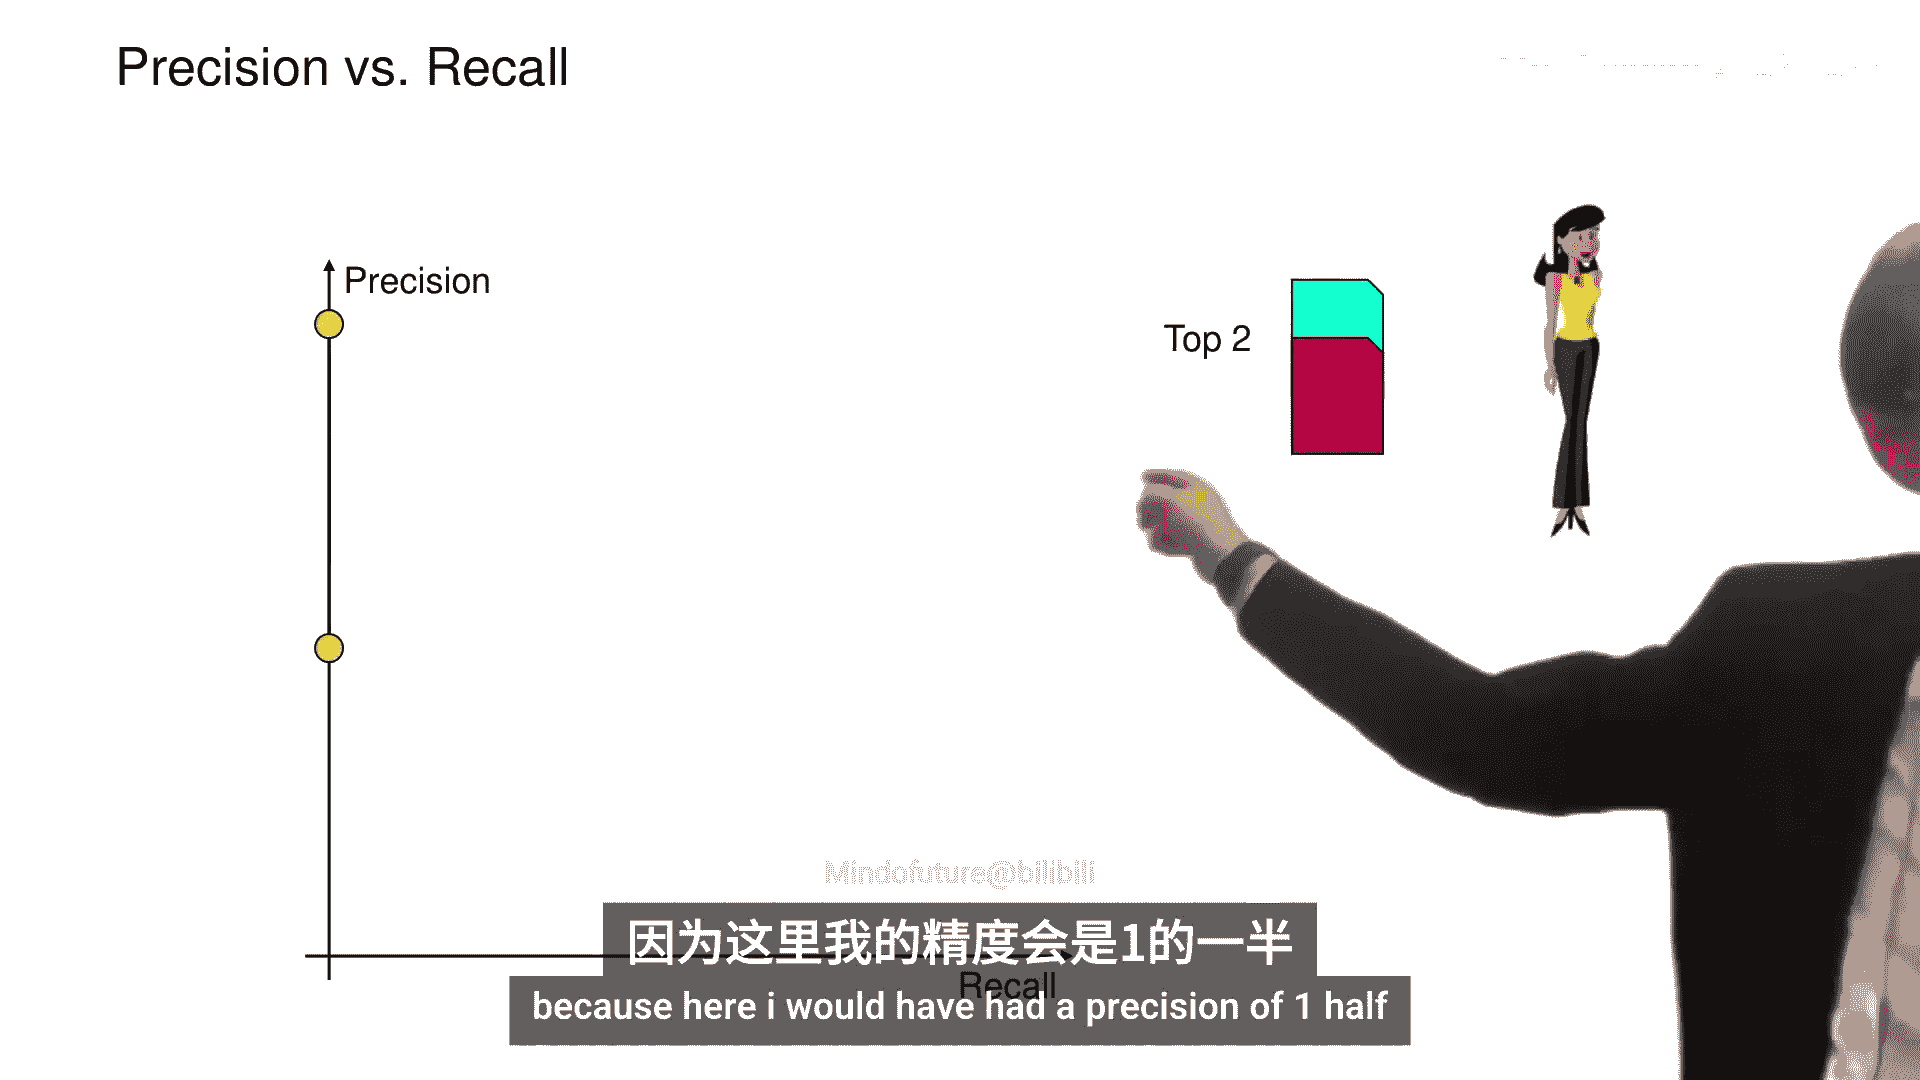 Precision vs. Recall
Precision
Top 2
Mindofuture@bilibili
因为这里我的精度会是1的一半
Recall
because here i would have had a precision of 1 half